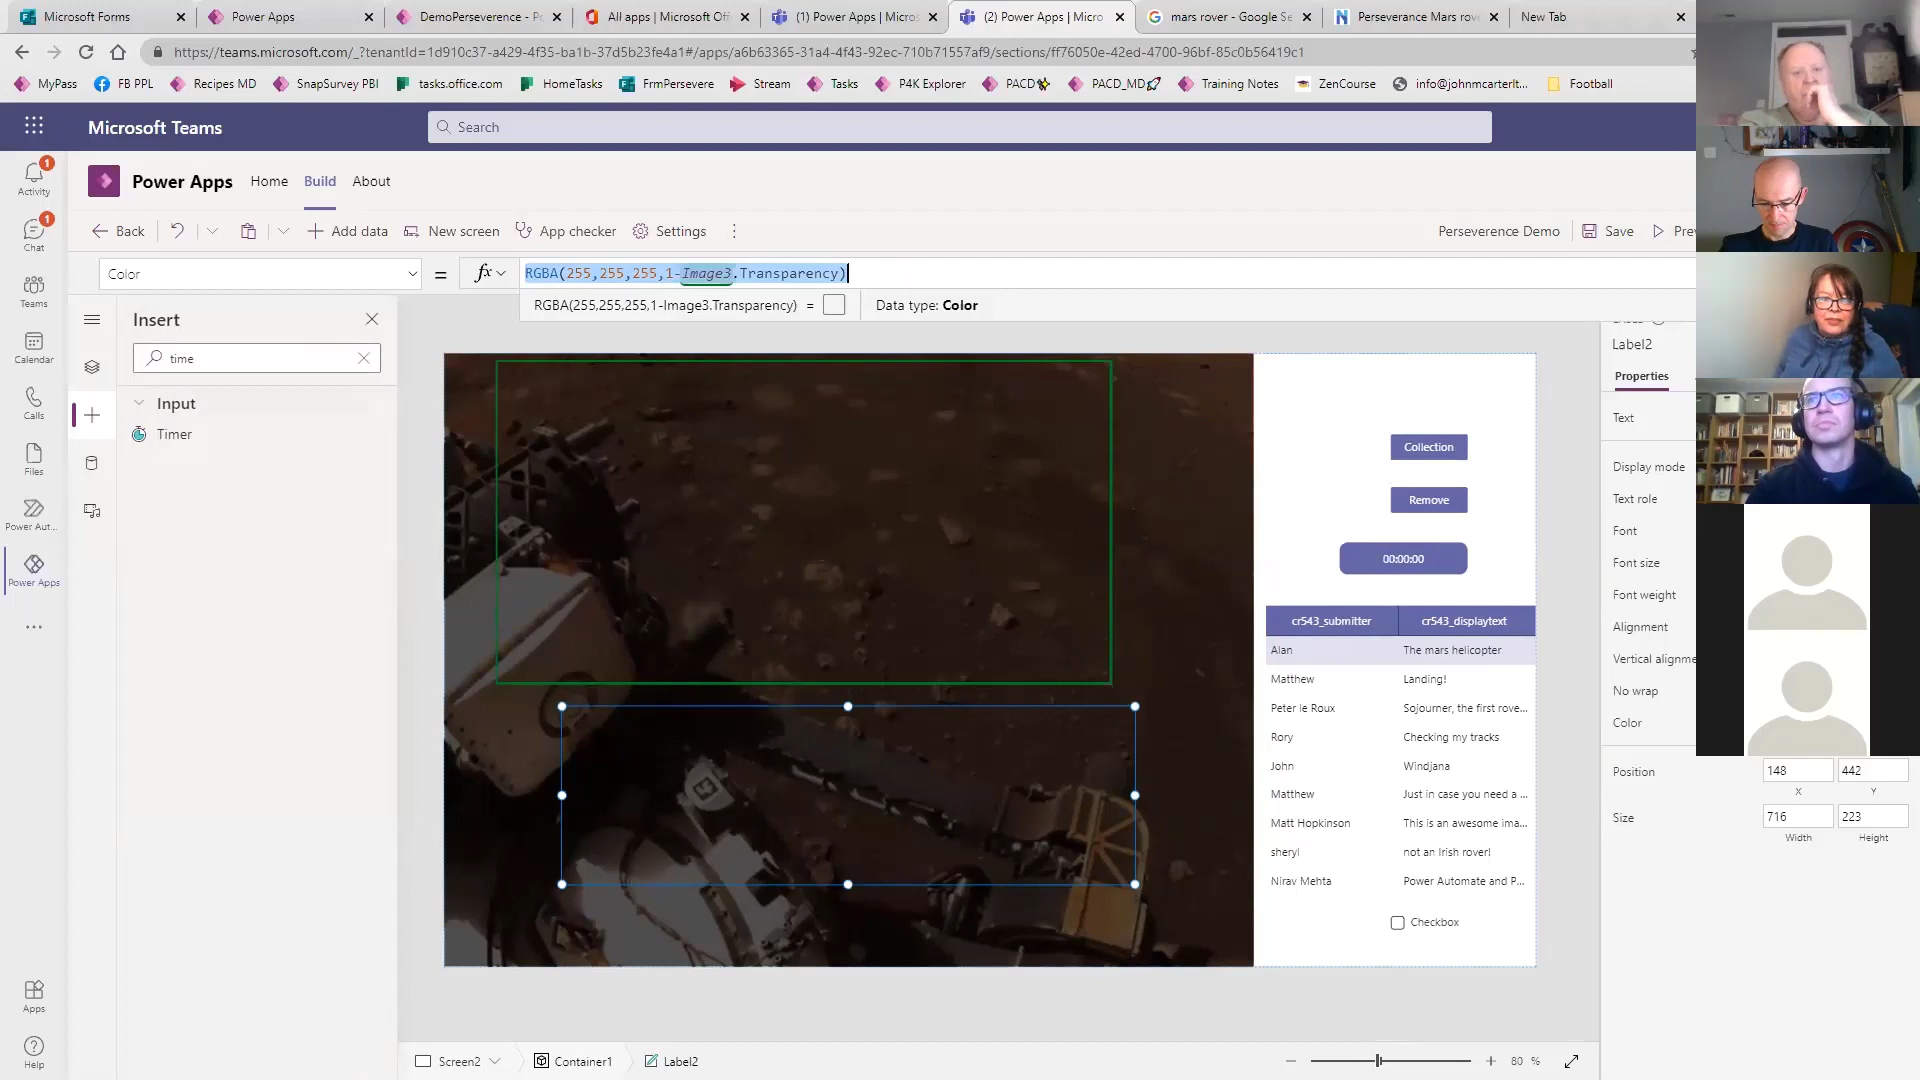 Microsoft Forms
Power Apps
DemoPerseverence - Po
All apps | Microsoft Off
(1) Power Apps | Micros
(2) Power Apps | Micro
mars rover - Google Se
Perseverance Mars rov
New Tab
https://teams.microsoft.com/_?tenantId=1d910c37-a429-4f35-ba1b-37d5b23fe4a1#/apps/a6b63365-31a4-4f43-92ec-710b71557af9/sections/ff76050e-42ed-4700-96bf-85c0b56419c1
MyPass
FB PPL
Recipes MD
SnapSurvey PBI
tasks.office.com
HomeTasks
FrmPersevere
Stream
Tasks
P4K Explorer
PACD✨
PACD_MD🚀
Training Notes
ZenCourse
info@johnmcarterlt...
Football
Microsoft Teams
Search
Activity
1
Chat
1
Teams
Calendar
Calls
Files
Power Aut...
Power Apps
Apps
Help
Power Apps
Home
Build
About
Back
Add data
New screen
App checker
Settings
Perseverence Demo
Save
Pre
Color
=
fx
RGBA(255,255,255,1-Image3.Transparency)
RGBA(255,255,255,1-Image3.Transparency) =
Data type: Color
Insert
time
Input
Timer
Collection
Remove
00:00:00
cr543_submitter cr543_displaytext
Alan The mars helicopter
Matthew Landing!
Peter le Roux Sojourner, the first rove...
Rory Checking my tracks
John Windjana
Matthew Just in case you need a ...
Matt Hopkinson This is an awesome ima...
sheryl not an Irish rover!
Nirav Mehta Power Automate and P...
Checkbox
Label2
Properties
Text
Display mode
Text role
Font
Font size
Font weight
Alignment
Vertical alignme
No wrap
Color
Position 148 442
X Y
Size 716 223
Width Height
Screen2
Container1
Label2
80 %